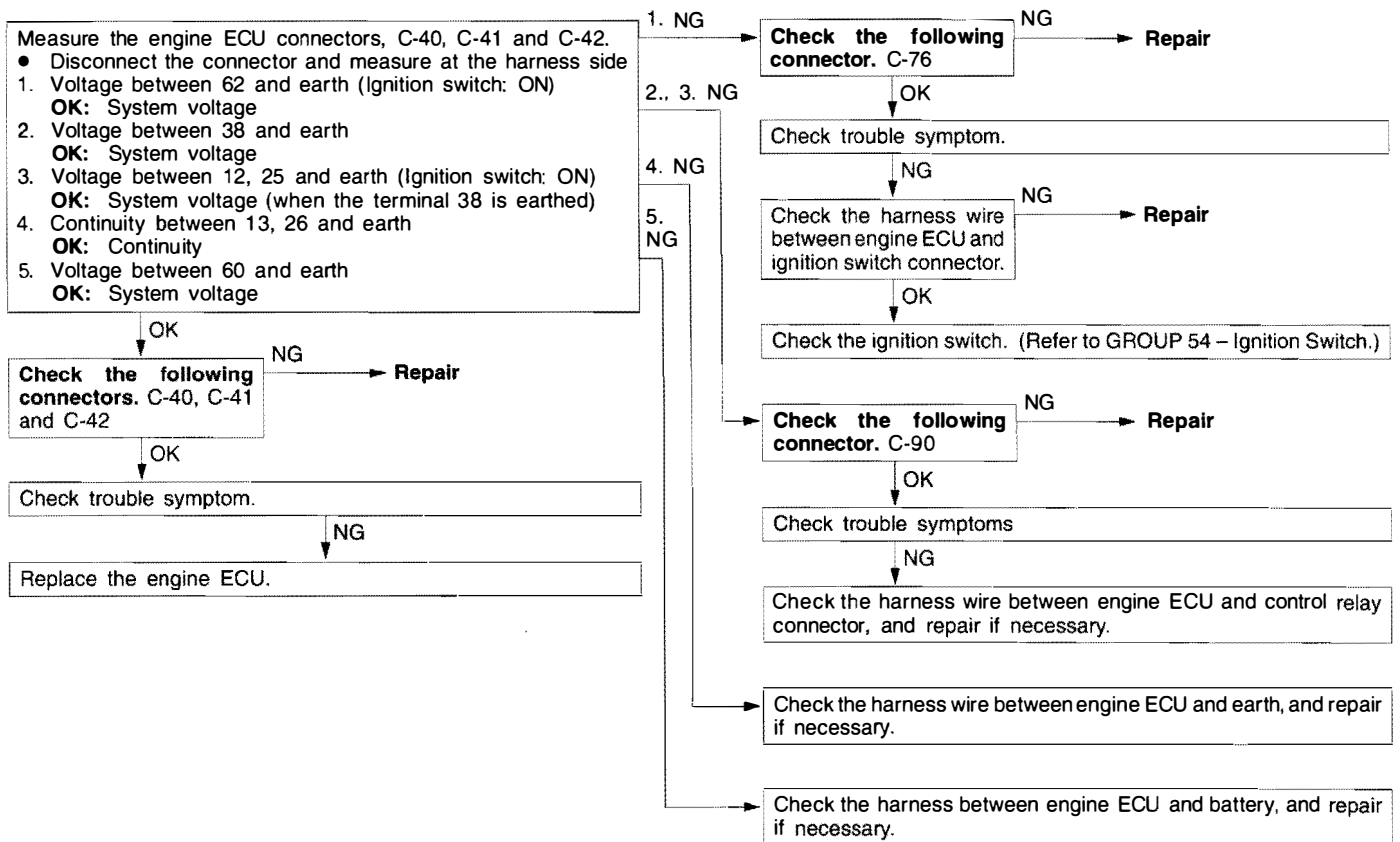 Measure the engine ECU connectors, C-40, C-41 and C-42.
● Disconnect the connector and measure at the harness side
1. Voltage between 62 and earth (Ignition switch: ON)
OK: System voltage
2. Voltage between 38 and earth
OK: System voltage
3. Voltage between 12, 25 and earth (Ignition switch: ON)
OK: System voltage (when the terminal 38 is earthed)
4. Continuity between 13, 26 and earth
OK: Continuity
5. Voltage between 60 and earth
OK: System voltage
OK
Check the following
connectors. C-40, C-41
and C-42
NG
Repair
OK
Check trouble symptom.
NG
Replace the engine ECU.
1. NG
Check the following
connector. C-76
NG
Repair
OK
Check trouble symptom.
NG
Check the harness wire
between engine ECU and
ignition switch connector.
NG
Repair
OK
Check the ignition switch. (Refer to GROUP 54 – Ignition Switch.)
2., 3. NG
Check the following
connector. C-90
NG
Repair
OK
Check trouble symptoms
NG
Check the harness wire between engine ECU and control relay
connector, and repair if necessary.
4. NG
Check the harness wire between engine ECU and earth, and repair
if necessary.
5.
NG
Check the harness between engine ECU and battery, and repair
if necessary.